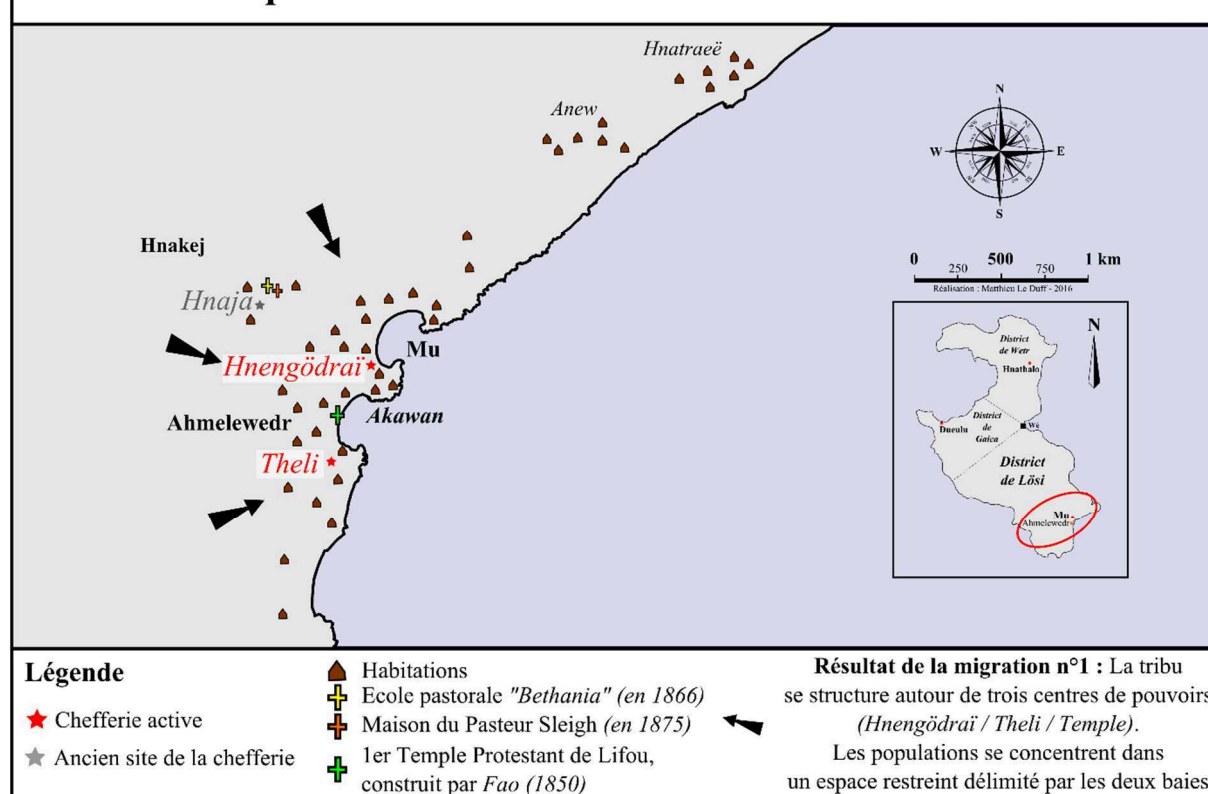 Hnatraeë
Anew
N
W
E
S
Hnakej
Hnaja
0 500 1 km
250 750
Réalisation : Matthieu Le Duff - 2016
Mu
Hnengödraï
Akawan
Ahmelewedr
Theli
N
District
de Wetr
Hnathalo
District
de
Gaica
Dueulu
Wé
District
de Lösi
Mu
Ahmelewedr
Légende
Chefferie active
Ancien site de la chefferie
Habitations
Ecole pastorale "Bethania" (en 1866)
Maison du Pasteur Sleigh (en 1875)
1er Temple Protestant de Lifou,
construit par Fao (1850)
Résultat de la migration n°1 : La tribu
se structure autour de trois centres de pouvoirs
(Hnengödraï / Theli / Temple).
Les populations se concentrent dans
un espace restreint délimité par les deux baies